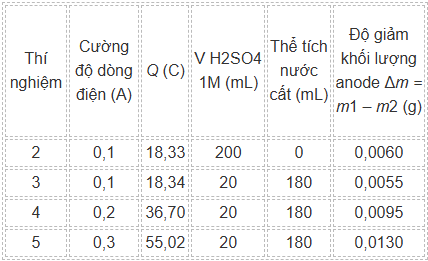 Thí nghiệm | Cường độ dòng điện (A) | Q (C) | V H2SO4 1M (mL) | Thể tích nước cất (mL) | Độ giảm khối lượng anode Δm = m1 – m2 (g)
2 | 0,1 | 18,33 | 200 | 0 | 0,0060
3 | 0,1 | 18,34 | 20 | 180 | 0,0055
4 | 0,2 | 36,70 | 20 | 180 | 0,0095
5 | 0,3 | 55,02 | 20 | 180 | 0,0130